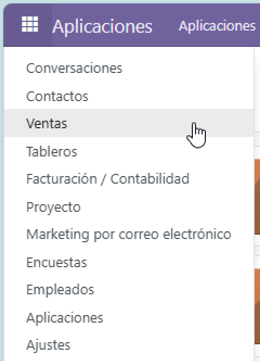 Aplicaciones Aplicaciones
Conversaciones
Contactos
Ventas
Tableros
Facturación / Contabilidad
Proyecto
Marketing por correo electrónico
Encuestas
Empleados
Aplicaciones
Ajustes